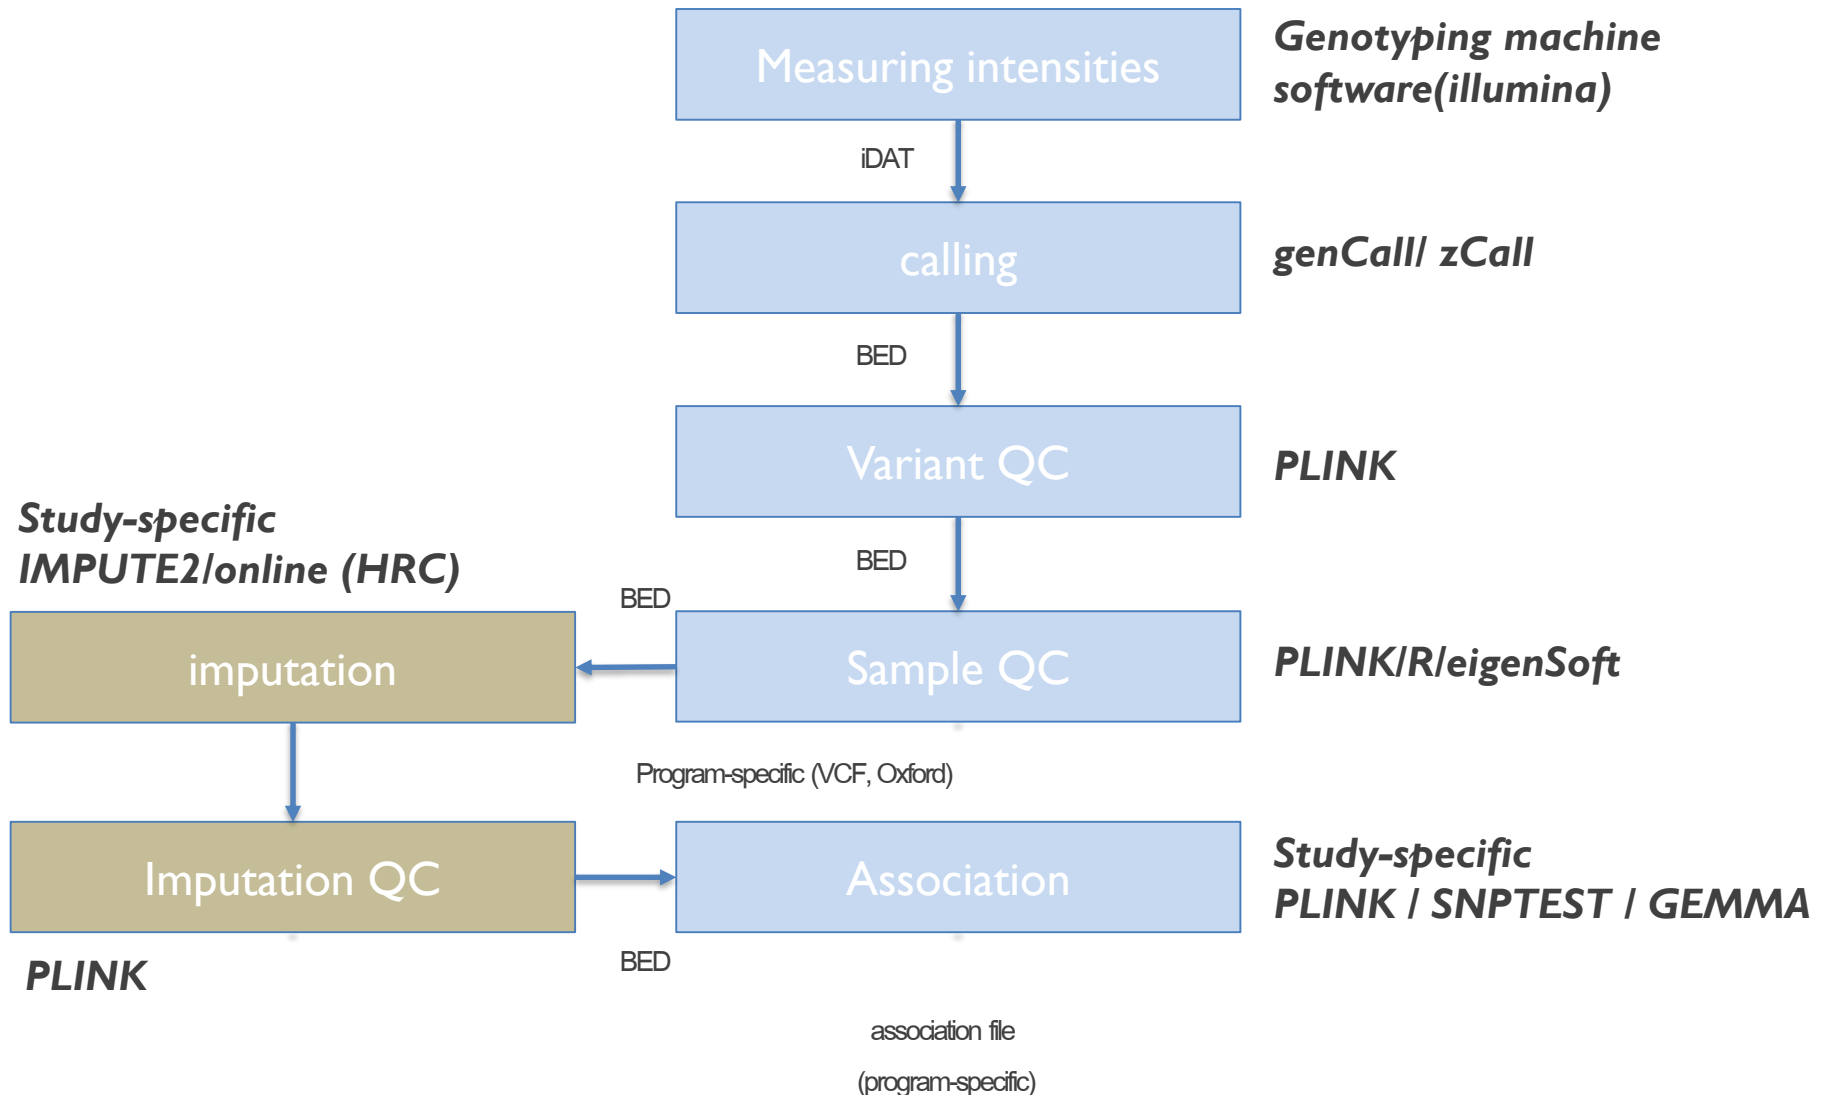 Measuring intensities
Genotyping machine
software(illumina)
iDAT
calling
genCall/ zCall
BED
Variant QC
PLINK
BED
Study-specific
IMPUTE2/online (HRC)
BED
imputation
Sample QC
PLINK/R/eigenSoft
Program-specific (VCF, Oxford)
Imputation QC
Association
Study-specific
PLINK / SNPTEST / GEMMA
PLINK
BED
association file
(program-specific)